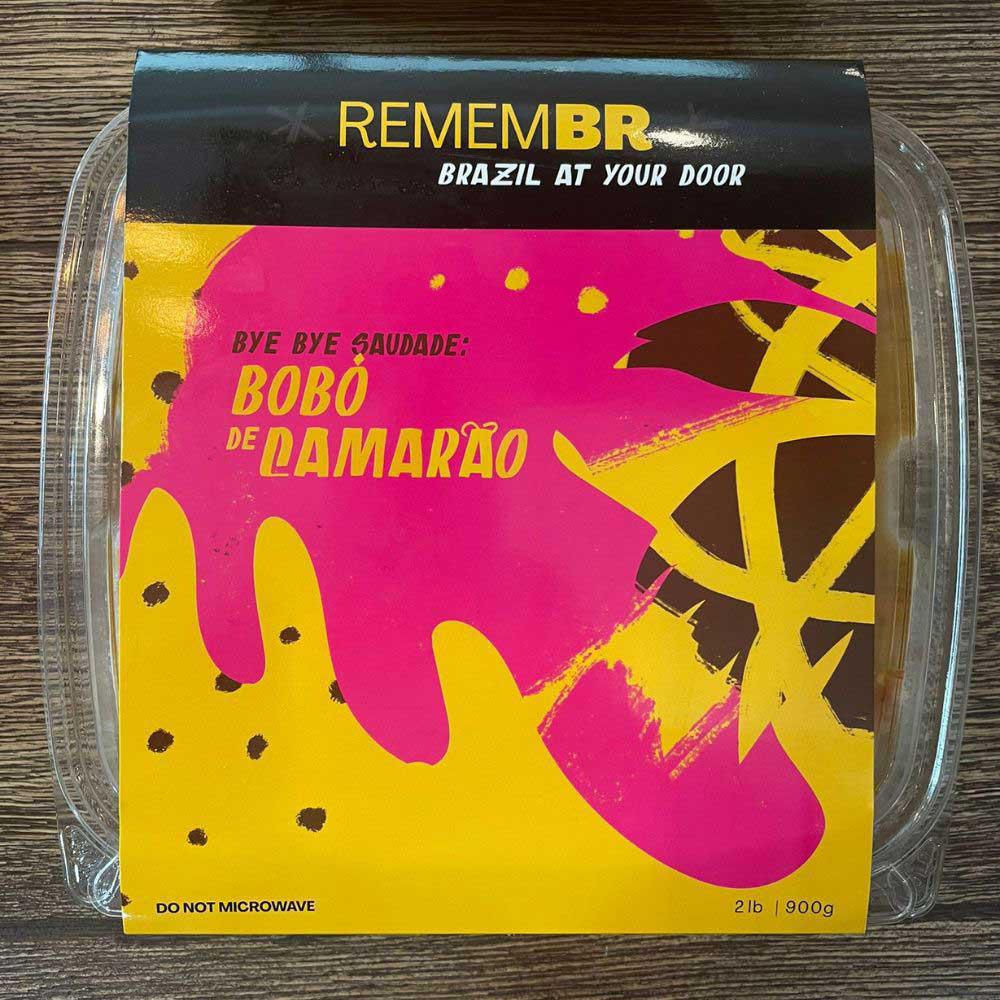 REMEMBR
BRAZIL AT YOUR DOOR
BYE BYE SAUDADE:
BOBÓ
DE CAMARÃO
DO NOT MICROWAVE
2lb | 900g